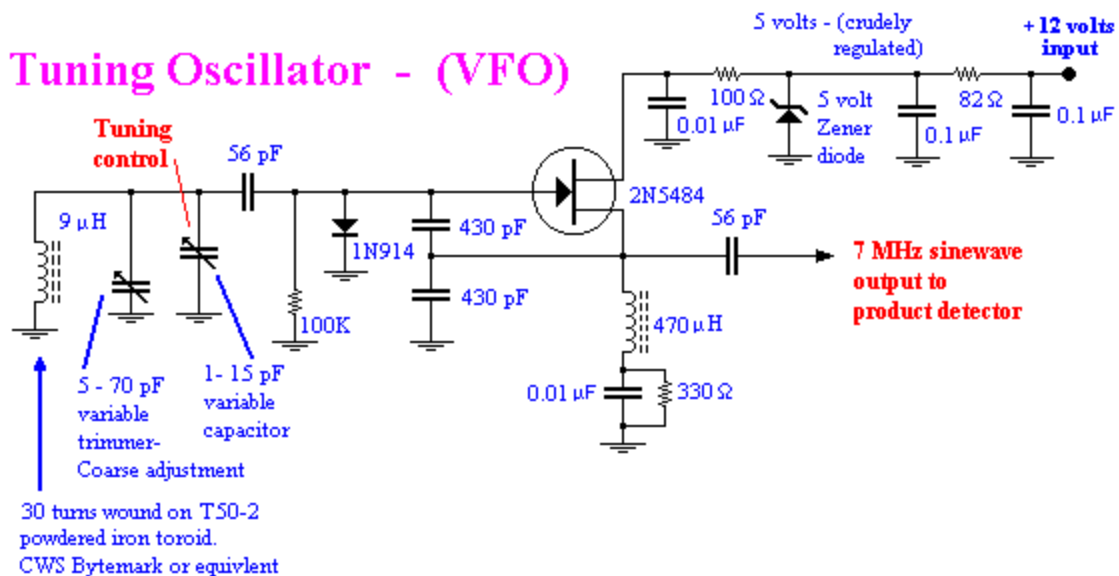 Tuning Oscillator - (VFO)
5 volts - (crudely
regulated)
+12 volts
input
100Ω
82Ω
0.01 µF
5 volt
Zener
diode
0.1 µF
0.1 µF
Tuning
control
56 pF
2N5484
9 µH
1N914
430 pF
430 pF
56 pF
7 MHz sinewave
output to
product detector
100K
470 µH
0.01 µF
330Ω
5 - 70 pF
variable
trimmer-
Coarse adjustment
1- 15 pF
variable
capacitor
30 turns wound on T50-2
powdered iron toroid.
CWS Bytemark or equivlent